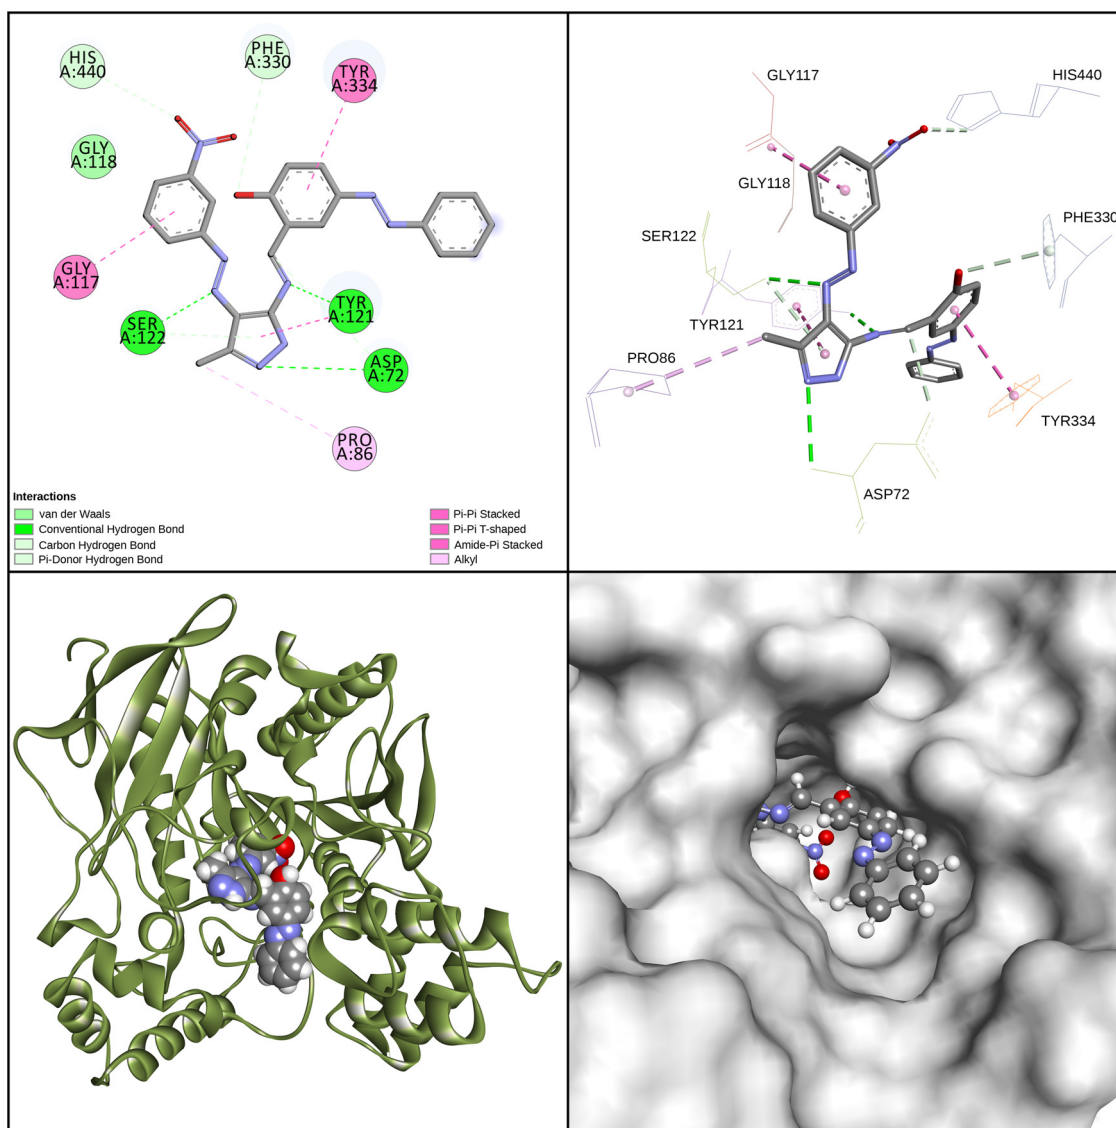 HIS
A:440
PHE
A:330
TYR
A:334
GLY
A:118
GLY
A:117
SER
A:122
TYR
A:121
ASP
A:72
PRO
A:86
Interactions
van der Waals
Conventional Hydrogen Bond
Carbon Hydrogen Bond
Pi-Donor Hydrogen Bond
Pi-Pi Stacked
Pi-Pi T-shaped
Amide-Pi Stacked
Alkyl
GLY117
HIS440
GLY118
PHE330
SER122
TYR121
PRO86
TYR334
ASP72